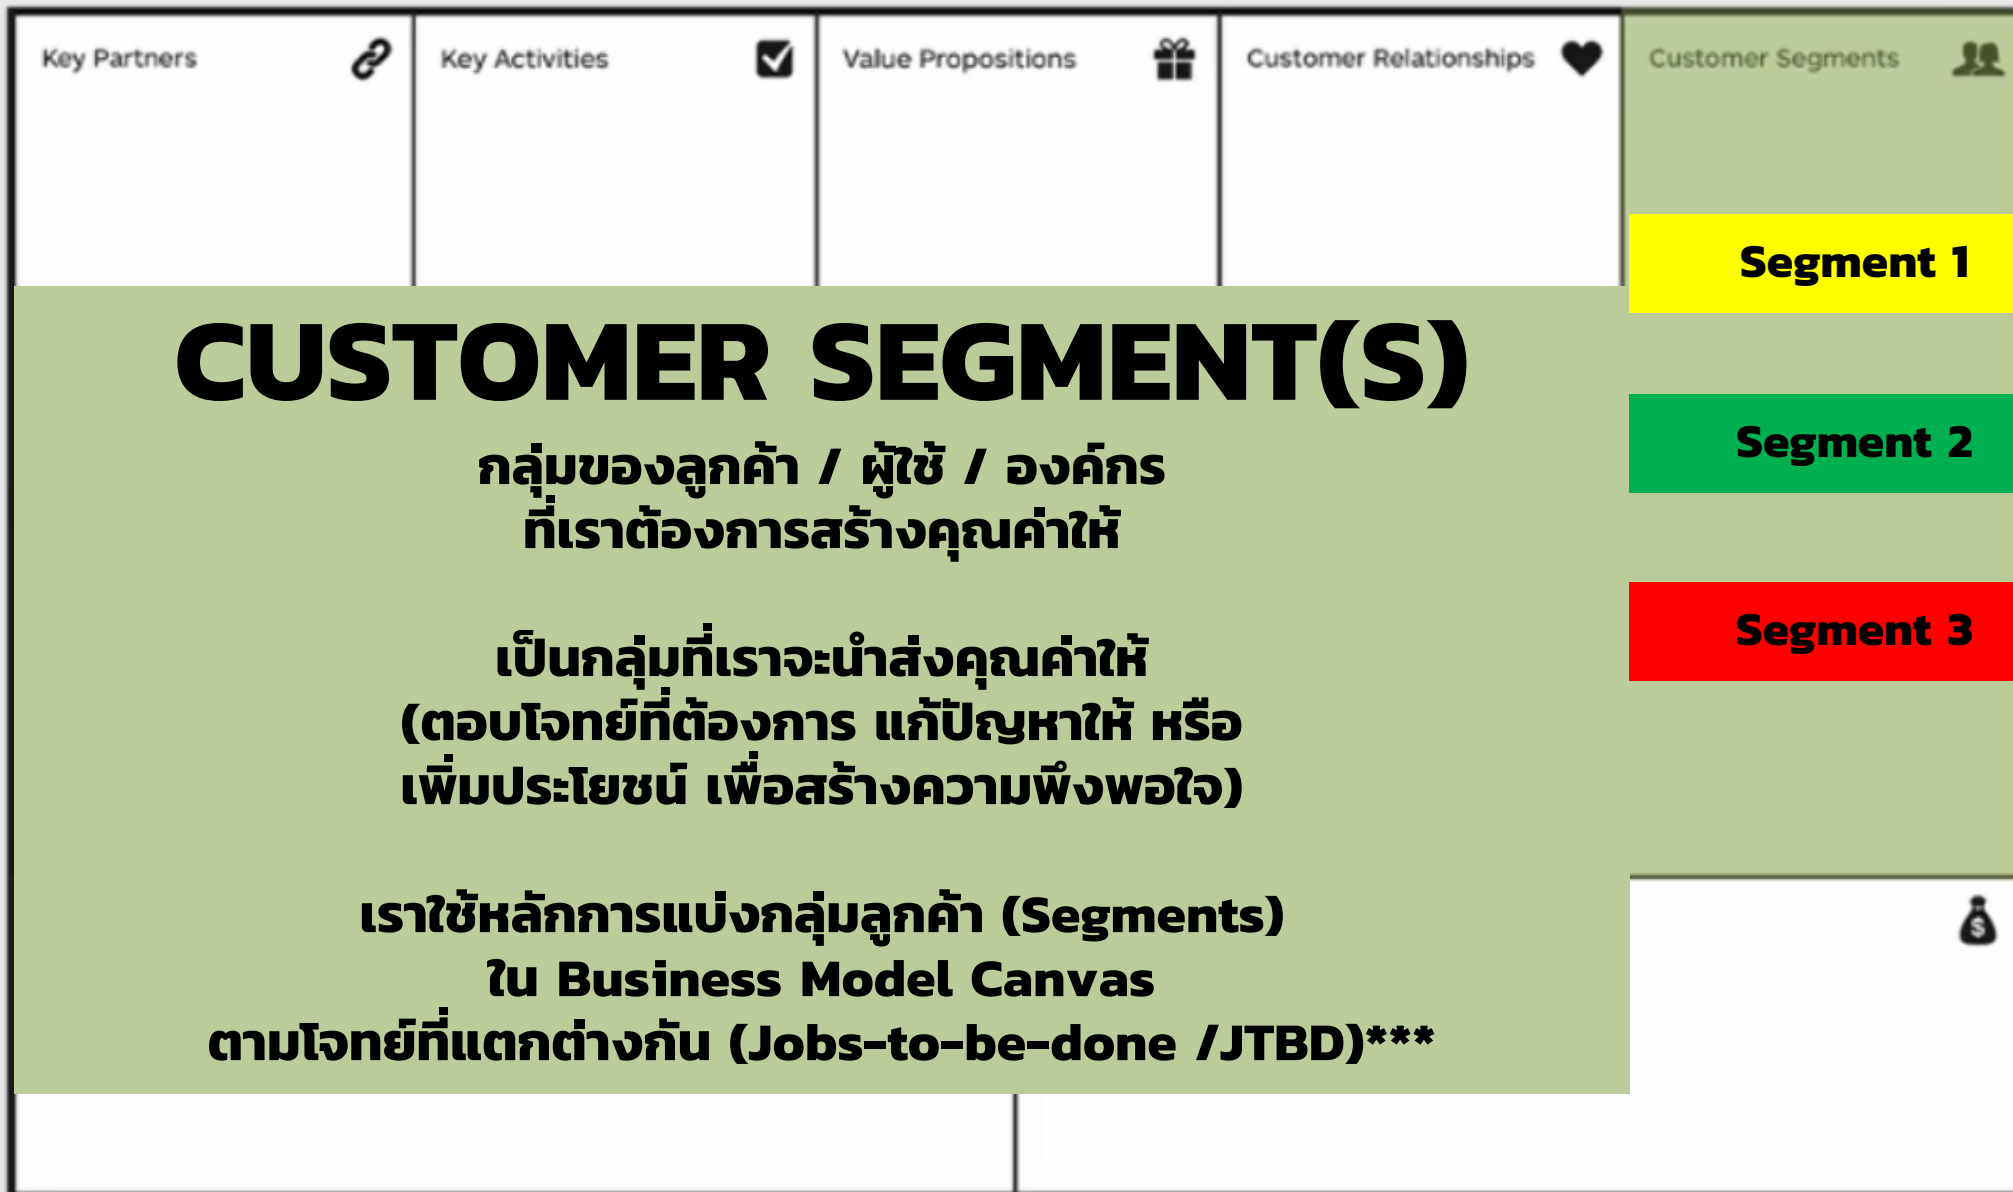 Key Partners
Key Activities
Value Propositions
Customer Relationships
Customer Segments
Segment 1
Segment 2
Segment 3
CUSTOMER SEGMENT(S)
กลุ่มของลูกค้า / ผู้ใช้ / องค์กร
ที่เราต้องการสร้างคุณค่าให้
เป็นกลุ่มที่เราจะนำส่งคุณค่าให้
(ตอบโจทย์ที่ต้องการ แก้ปัญหาให้ หรือ
เพิ่มประโยชน์ เพื่อสร้างความพึงพอใจ)
เราใช้หลักการแบ่งกลุ่มลูกค้า (Segments)
ใน Business Model Canvas
ตามโจทย์ที่แตกต่างกัน (Jobs-to-be-done /JTBD)***
$